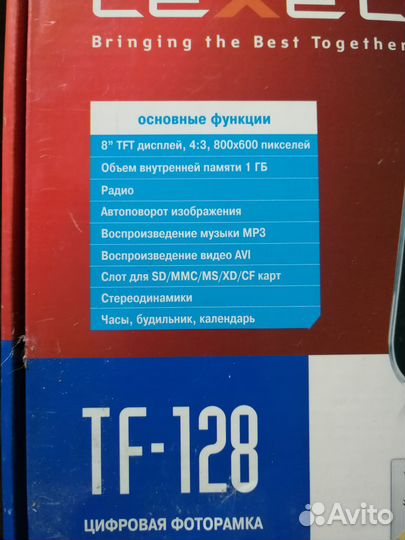 Bringing the Best Together
основные функции
8” TFT дисплей, 4:3, 800x600 пикселей
Объем внутренней памяти 1 ГБ
Радио
Автоповорот изображения
Воспроизведение музыки MP3
Воспроизведение видео AVI
Слот для SD/MMC/MS/XD/CF карт
Стереодинамики
Часы, будильник, календарь
TF-128
ЦИФРОВАЯ ФОТОРАМКА
Avito